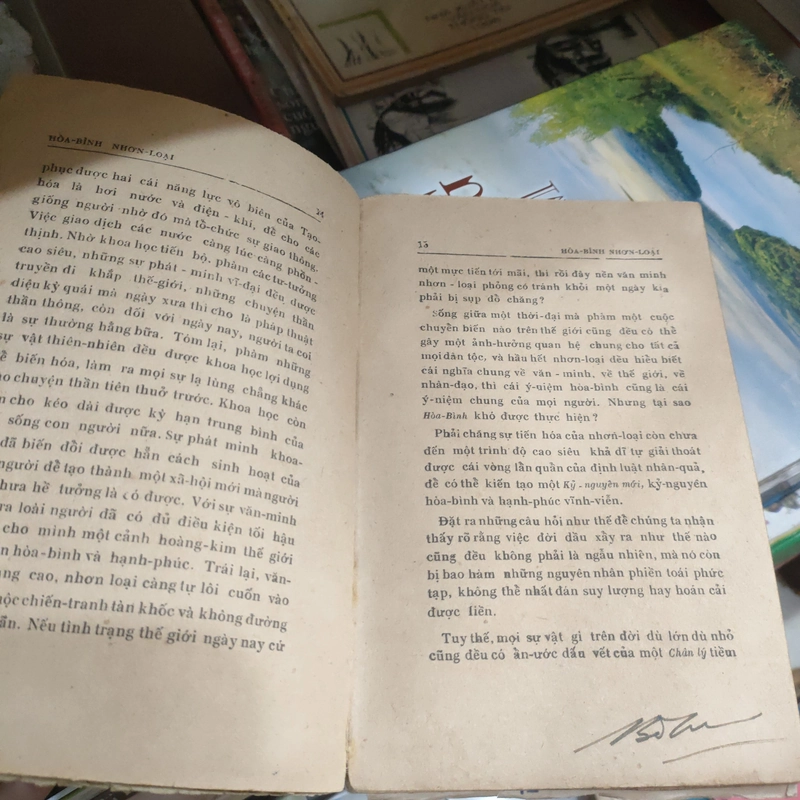 HÒA-BÌNH NHƠN-LOẠI
24
phục được hai cái năng lực vô biên của Tạo.
hóa là hơi nước và điện - khí, để cho các
giống người nhờ đó mà tổ-chức sự giao thông.
Việc giao dịch các nước càng lúc càng phồn-
thịnh. Nhờ khoa học tiến bộ, phàm các tư-tưởng
cao siêu, những sự phát - minh vĩ-đại đều được
truyền đi khắp thế-giới, những chuyện thần
diệu kỳ quái mà ngày xưa thì cho là pháp thuật
thần thông, còn đối với ngày nay, người ta coi
là sự thường hằng bữa. Tóm lại, phàm những
sự vật thiên-nhiên đều được khoa học lợi dụng
biến hóa, làm ra mọi sự lạ lùng chẳng khác
chuyện thần tiên thuở trước. Khoa học còn
cho kéo dài được kỳ hạn trung bình của
sống con người nữa. Sự phát minh khoa-
đã biến đổi được hẳn cách sinh hoạt của
người để tạo thành một xã-hội mới mà người
chưa hề tưởng là có được. Với sự văn-minh
loài người đã có đủ điều kiện tối hậu
cho mình một cảnh hoàng-kim thế giới
hòa-bình và hạnh-phúc. Trái lại, văn-
càng cao, nhơn loại càng tự lôi cuốn vào
cuộc chiến-tranh tàn khốc và không đường
Nếu tình trạng thế giới ngày nay cứ
15
HÒA-BÌNH NHƠN-LOẠI
một mực tiến tới mãi, thì rồi đây nền văn minh
nhơn - loại phỏng có tránh khỏi một ngày kia
phải bị sụp đổ chăng?
Sống giữa một thời-đại mà phàm một cuộc
chuyển biến nào trên thế giới cũng đều có thể
gây một ảnh-hưởng quan hệ chung cho tất cả
mọi dân tộc, và hầu hết nhơn-loại đều hiểu biết
cái nghĩa chung về văn - minh, về thế giới, về
nhân-đạo, thì cái ý-uiệm hòa-bình cũng là cái
ý-niệm chung của mọi người. Nhưng tại sao
Hòa-Bình khó được thực hiện?
Phải chăng sự tiến hóa của nhơn-loại còn chưa
đến một trình độ cao siêu khả dĩ tự giải thoát
được cái vòng lẩn quẩn của định luật nhân-quả,
để có thể kiến tạo một Kỷ - nguyên mới, kỷ-nguyên
hòa-bình và hạnh-phúc vĩnh-viễn.
Đặt ra những câu hỏi như thế để chúng ta nhận
thấy rõ rằng việc đời dầu xẩy ra như thế nào
cũng đều không phải là ngẫu nhiên, mà nó còn
bị bao hàm những nguyên nhân phiền toái phức
tạp, không thể nhất đán suy lượng hay hoán cải
được liền.
Tuy thế, mọi sự vật gì trên đời dù lớn dù nhỏ
cũng đều có ẩn-ước dấu vết của một Chân lý tiềm